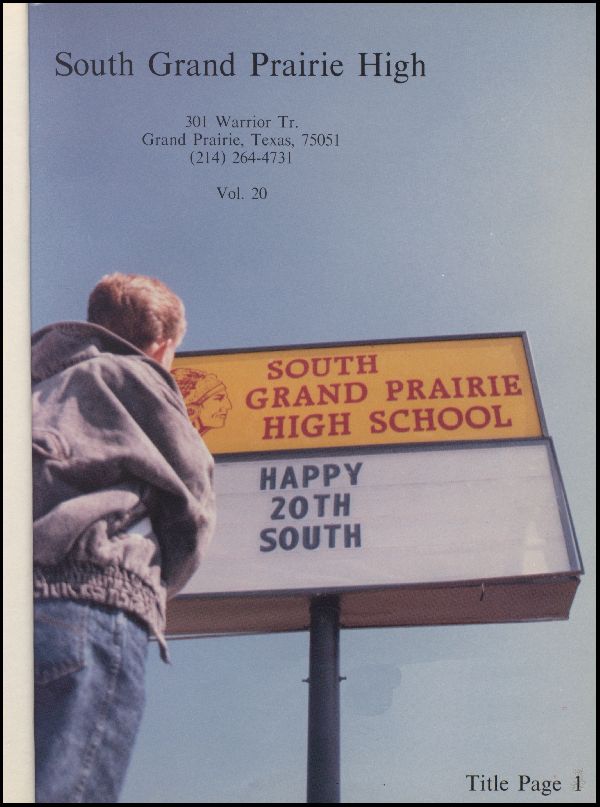 South Grand Prairie High
301 Warrior Tr.
Grand Prairie, Texas, 75051
(214) 264-4731
Vol. 20
SOUTH
GRAND PRAIRIE
HIGH SCHOOL
HAPPY
20TH
SOUTH
Title Page 1